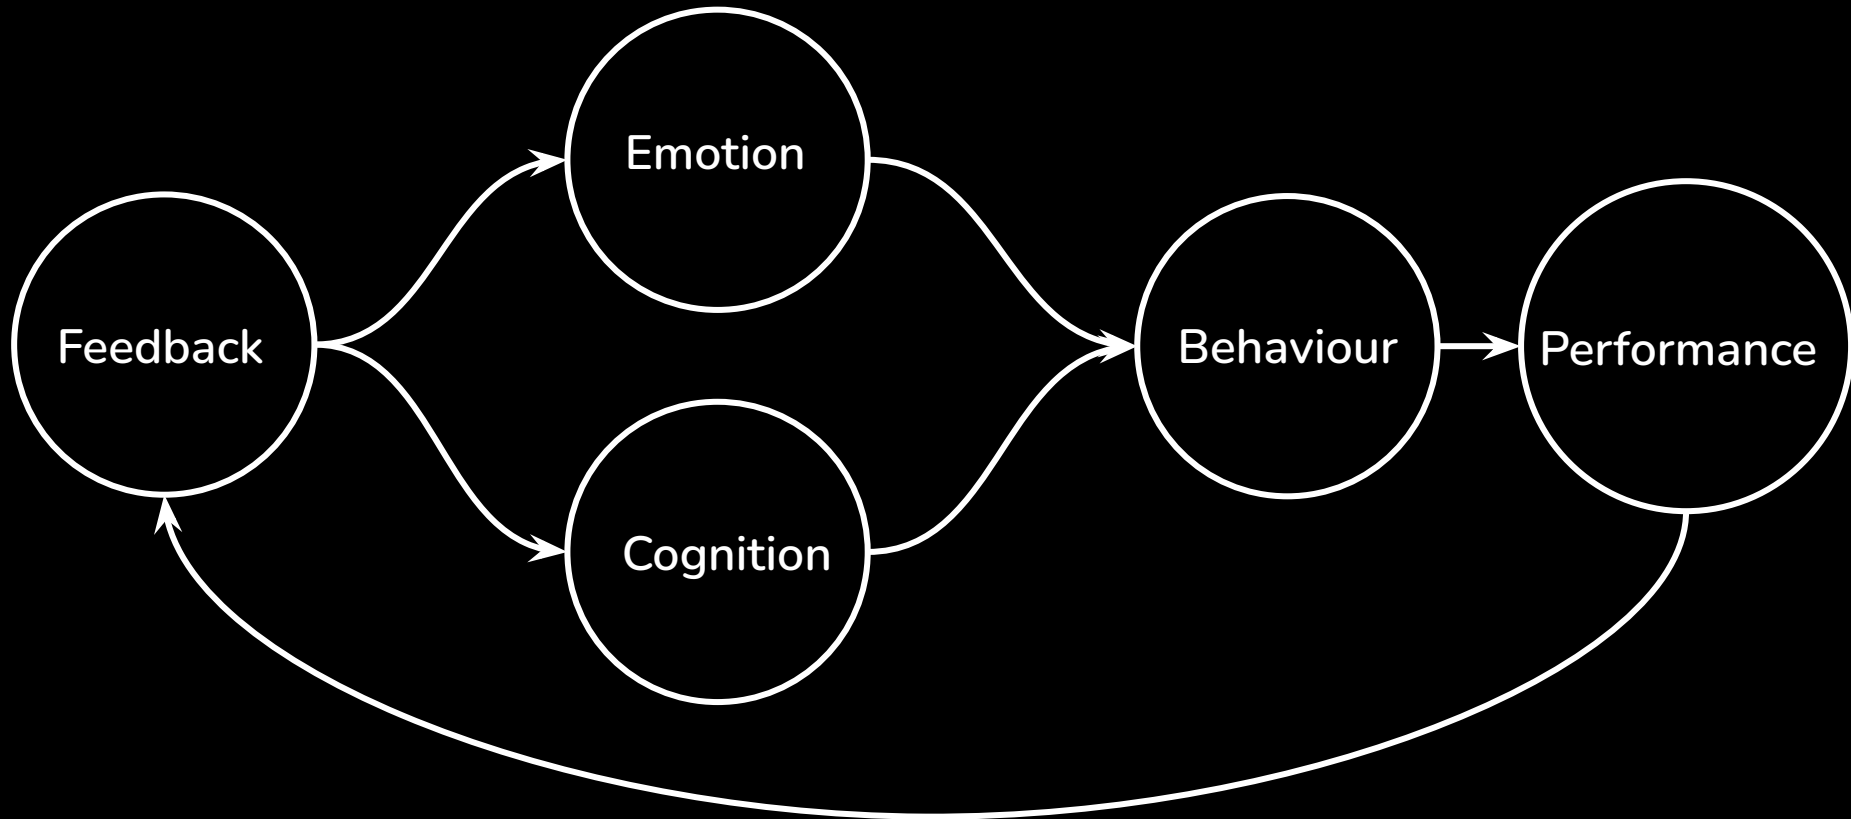 Emotion
Feedback
Behaviour
Performance
Cognition